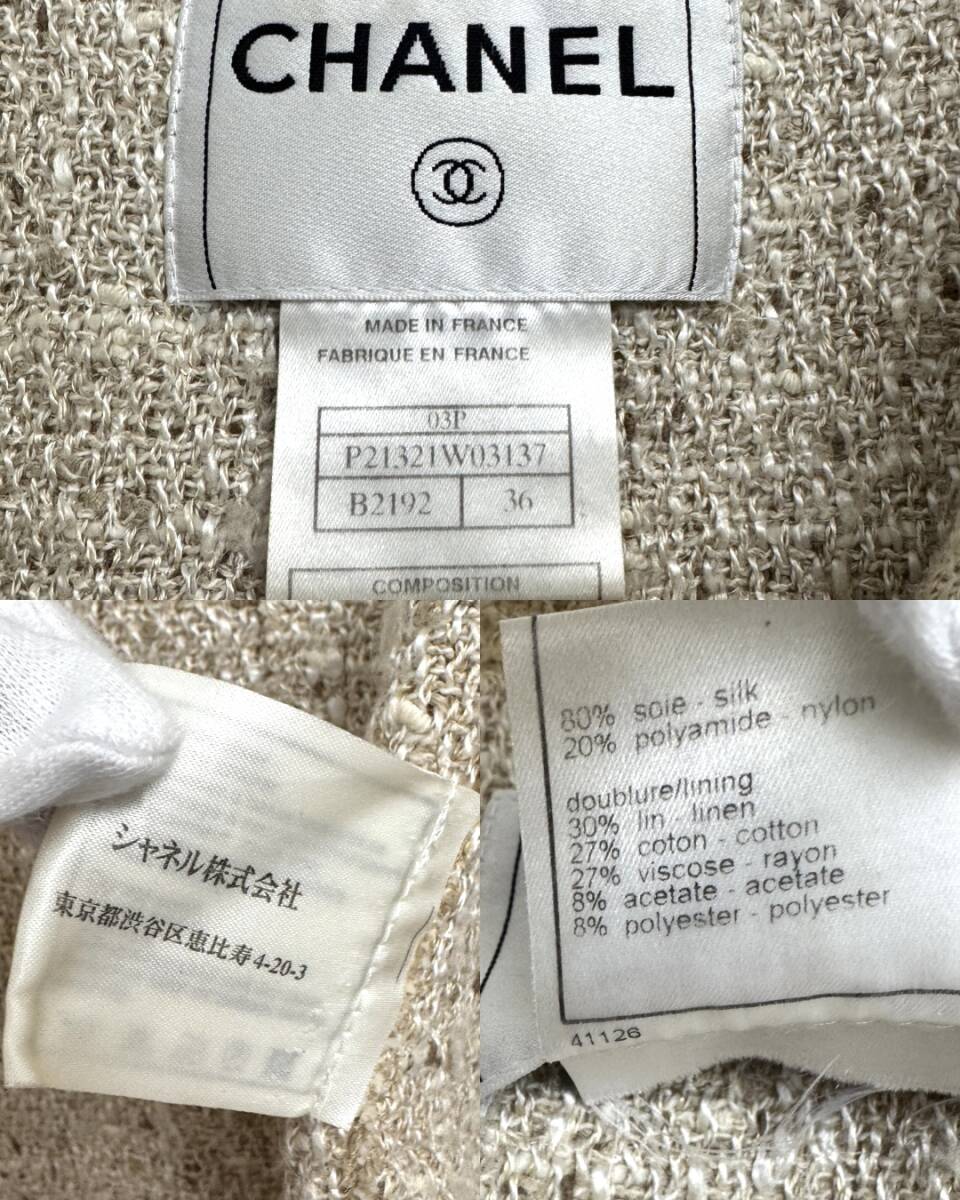 CHANEL
MADE IN FRANCE
FABRIQUE EN FRANCE
03P
P21321W03137
B2192 36
COMPOSITION
シャネル株式会社
東京都渋谷区恵比寿 4-20-3
80% soie - silk
20% polyamide - nylon
doublure/lining
30% lin - linen
27% coton - cotton
27% viscose - rayon
8% acetate - acetate
8% polyester - polyester
41126